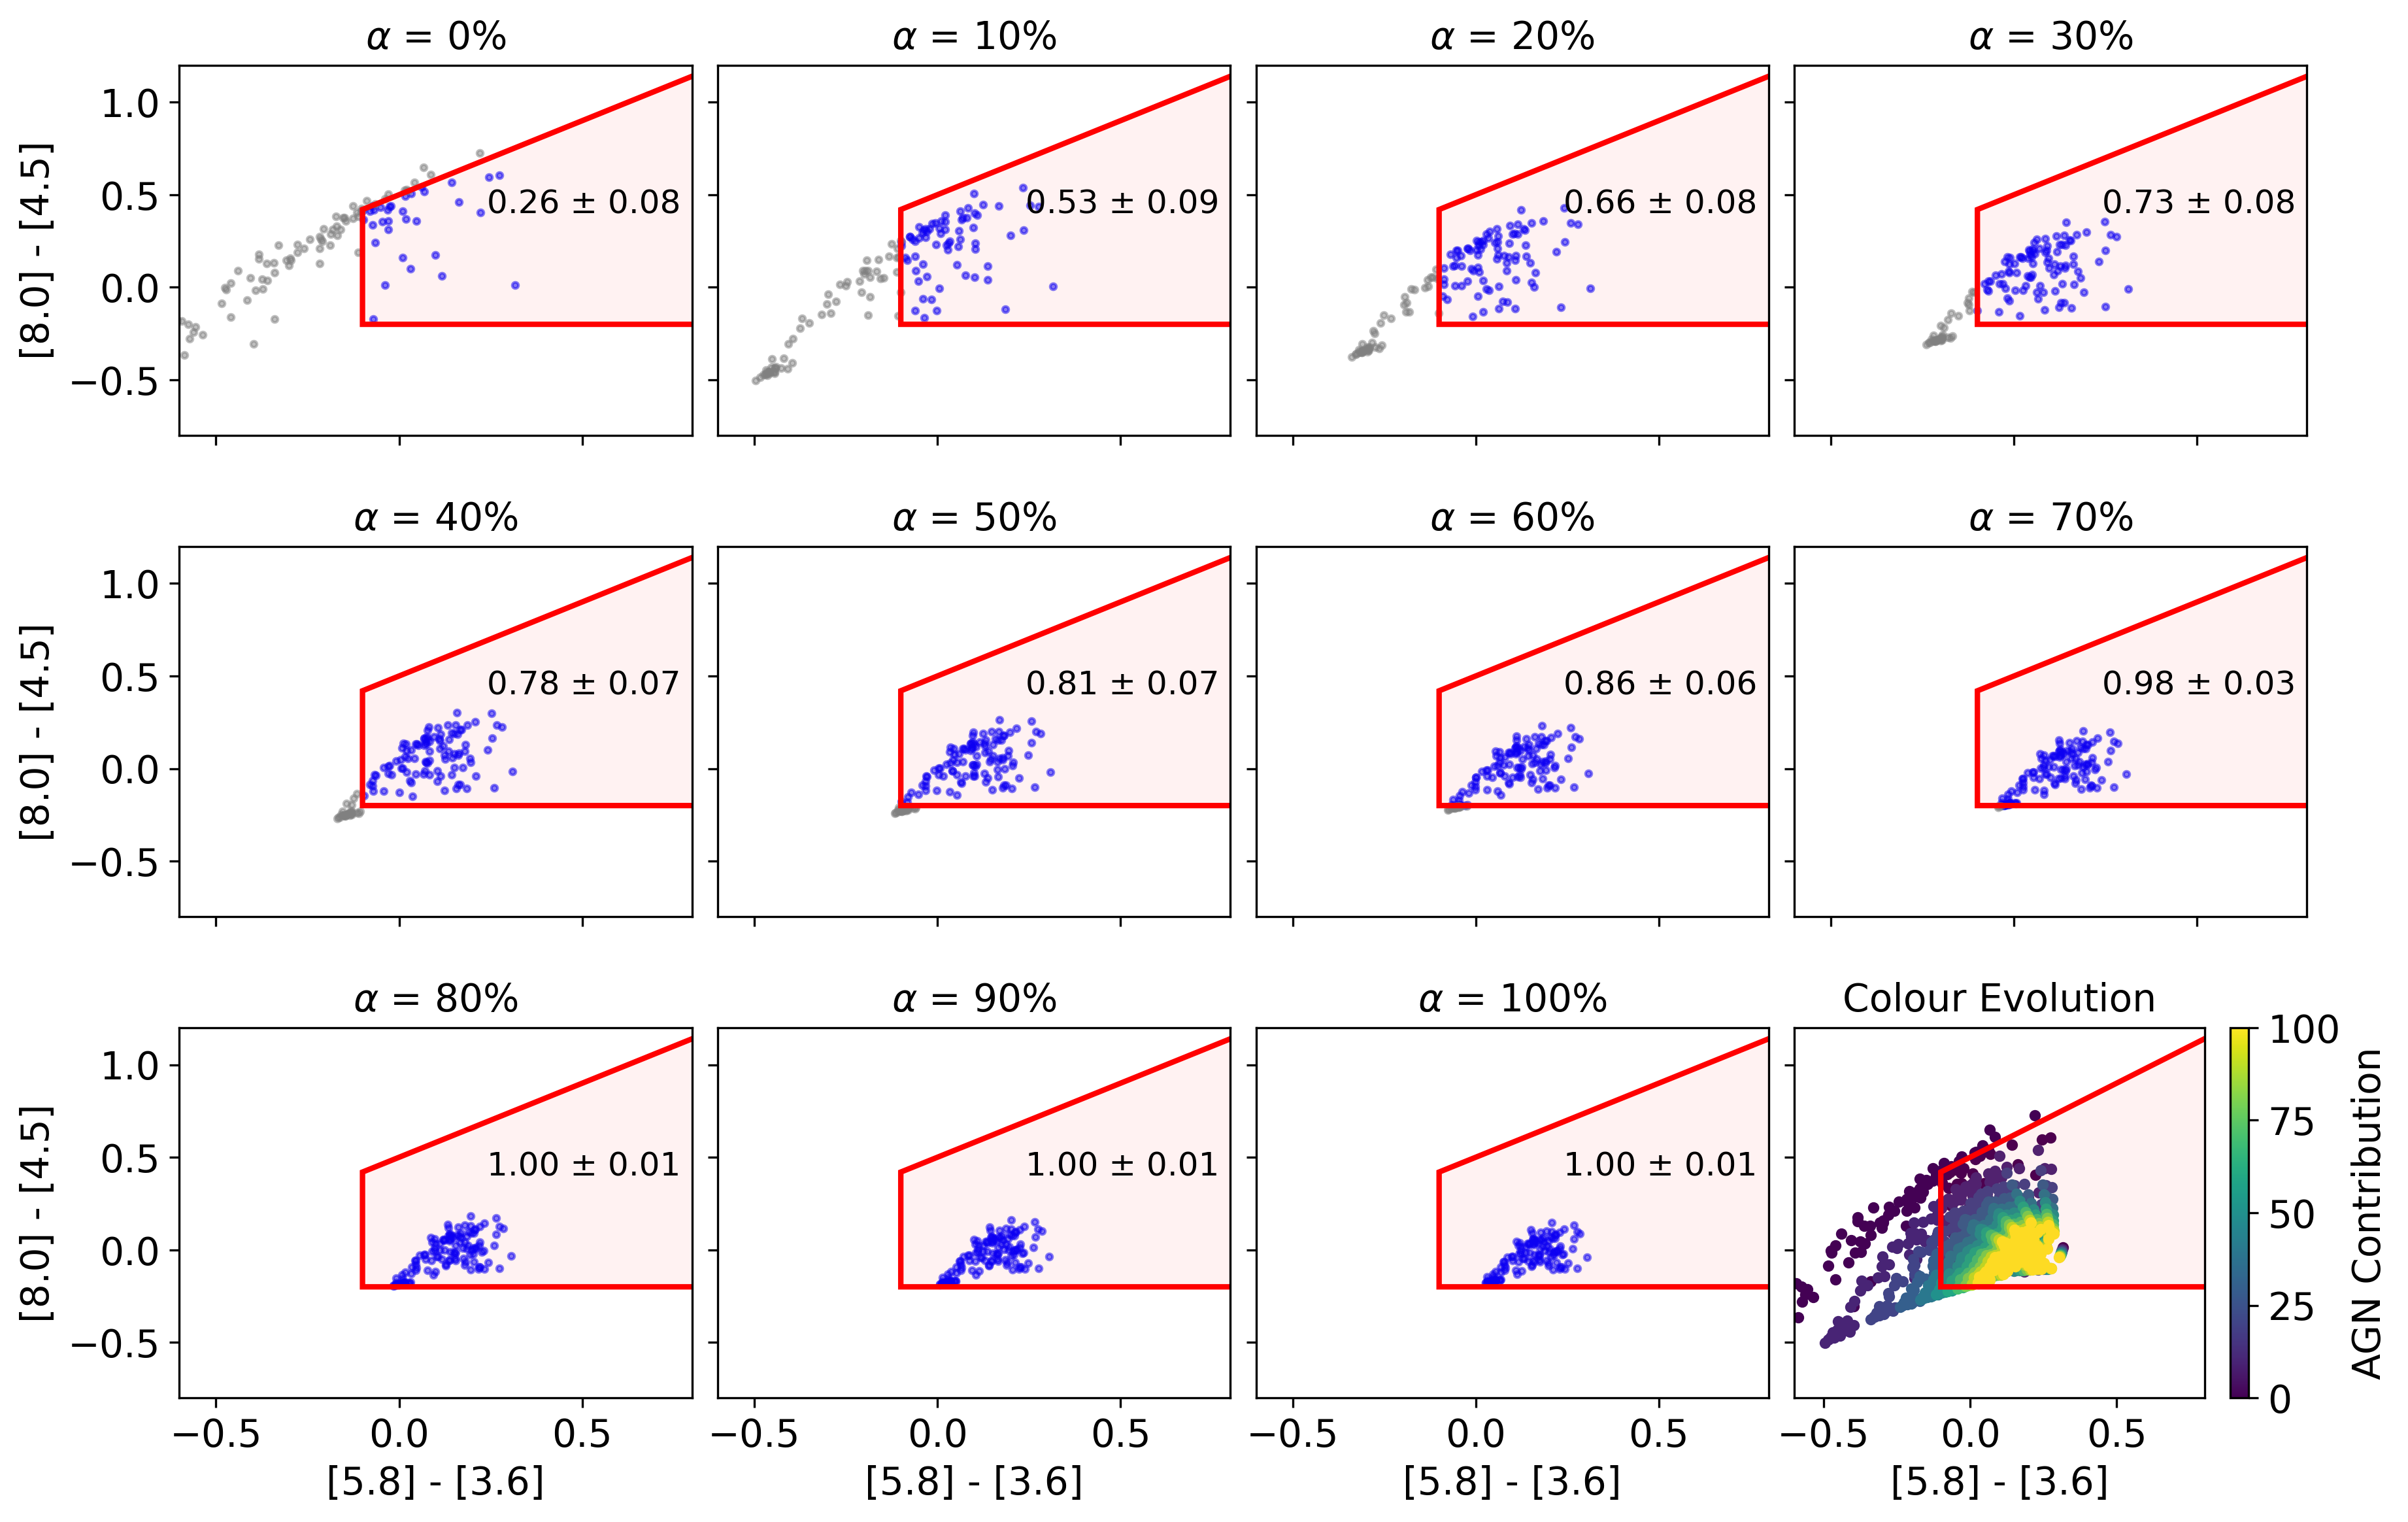 α = 0%
α = 10%
α = 20%
α = 30%
[8.0] - [4.5]
1.0
0.5
0.0
−0.5
0.26 ± 0.08
0.53 ± 0.09
0.66 ± 0.08
0.73 ± 0.08
α = 40%
α = 50%
α = 60%
α = 70%
[8.0] - [4.5]
1.0
0.5
0.0
−0.5
0.78 ± 0.07
0.81 ± 0.07
0.86 ± 0.06
0.98 ± 0.03
α = 80%
α = 90%
α = 100%
Colour Evolution
[8.0] - [4.5]
1.0
0.5
0.0
−0.5
1.00 ± 0.01
1.00 ± 0.01
1.00 ± 0.01
100
75
50
25
0
AGN Contribution
−0.5 0.0 0.5
−0.5 0.0 0.5
−0.5 0.0 0.5
−0.5 0.0 0.5
[5.8] - [3.6]
[5.8] - [3.6]
[5.8] - [3.6]
[5.8] - [3.6]